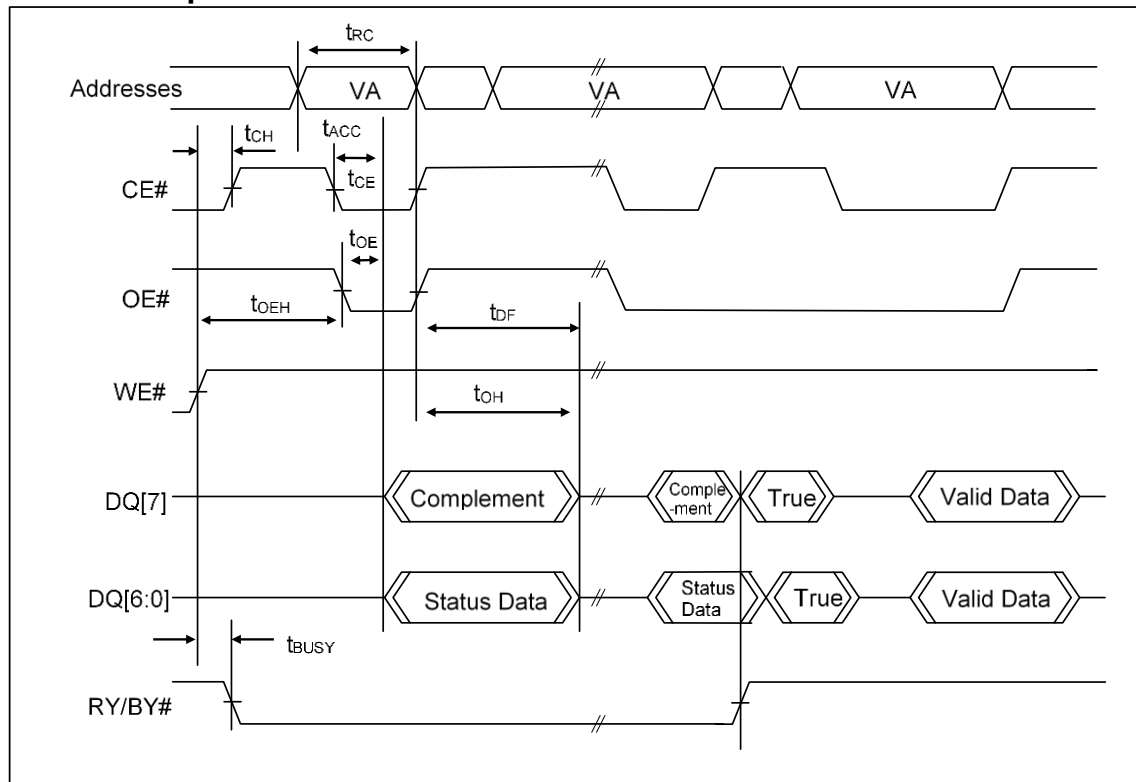 tRC
Addresses VA VA VA
tCH tACC
CE# tCE
tOE
OE#
tOEH tDF
WE#
tOH
DQ[7] Complement Comple
-ment True Valid Data
DQ[6:0] Status Data Status
Data True Valid Data
tBUSY
RY/BY#